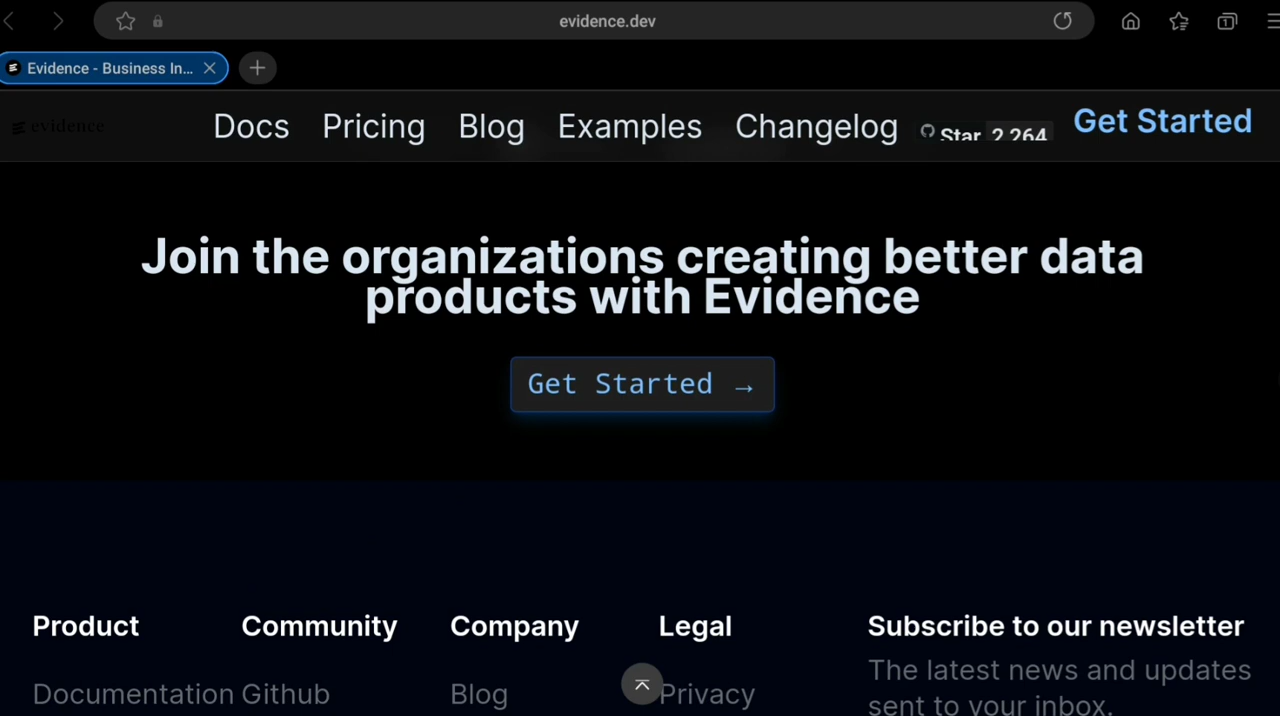 evidence.dev
Evidence - Business In...
evidence
Docs Pricing Blog Examples Changelog Star 2,264 Get Started
Join the organizations creating better data
products with Evidence
Get Started →
Product Community Company Legal Subscribe to our newsletter
The latest news and updates
Documentation Github Blog Privacy
sent to your inbox.